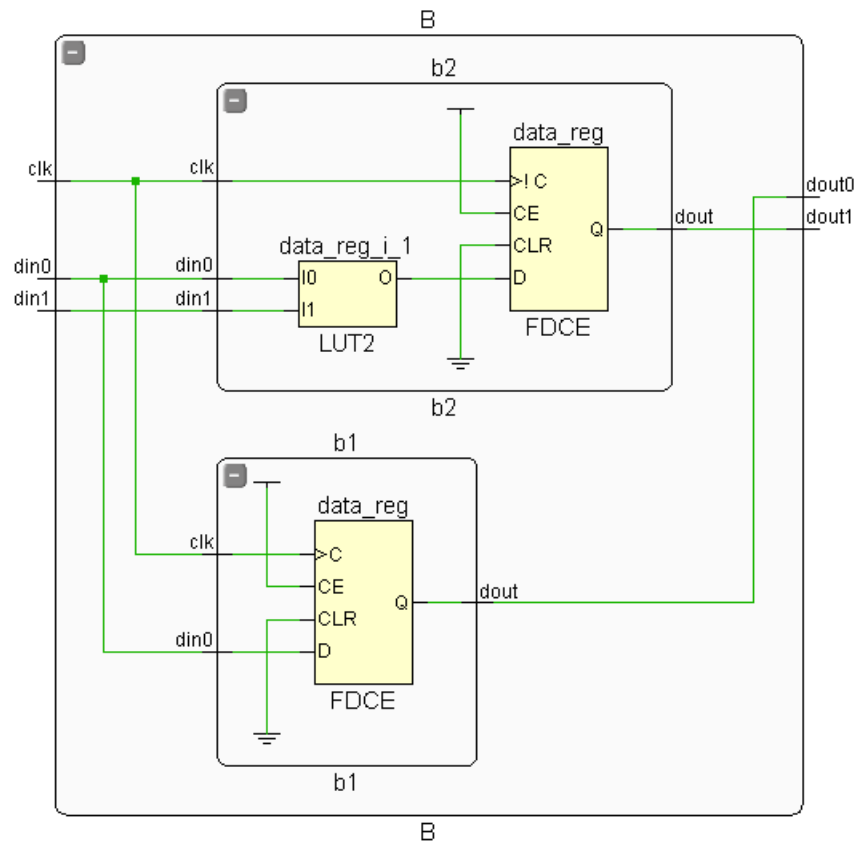 B
b2
data_reg
clk
clk
>! C
CE
CLR
D
Q
FDCE
dout
dout0
dout1
data_reg_i_1
din0
din1
din0
din1
I0
I1
O
LUT2
b2
b1
data_reg
clk
>C
CE
CLR
D
Q
FDCE
dout
din0
b1
B